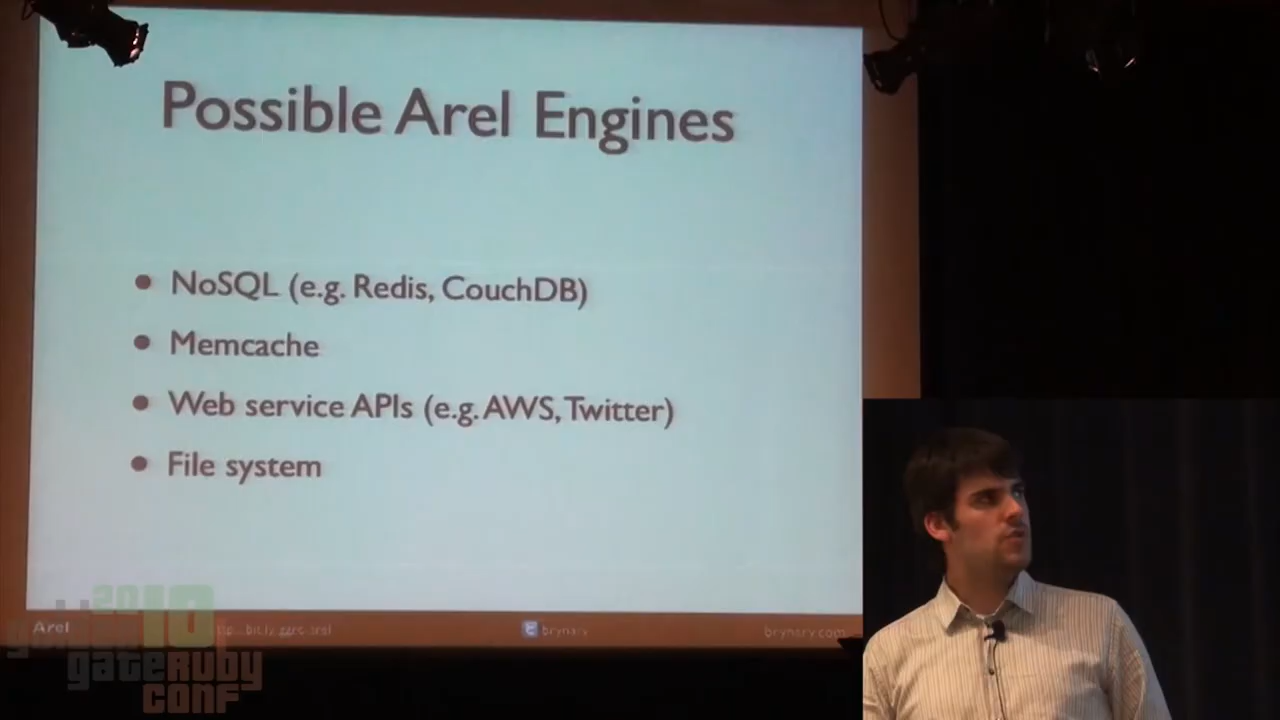 Possible Arel Engines
• NoSQL (e.g. Redis, CouchDB)
• Memcache
• Web service APIs (e.g. AWS, Twitter)
• File system
Arel
brynary
brynary.com
2010
golden
gateRUBY
CONF